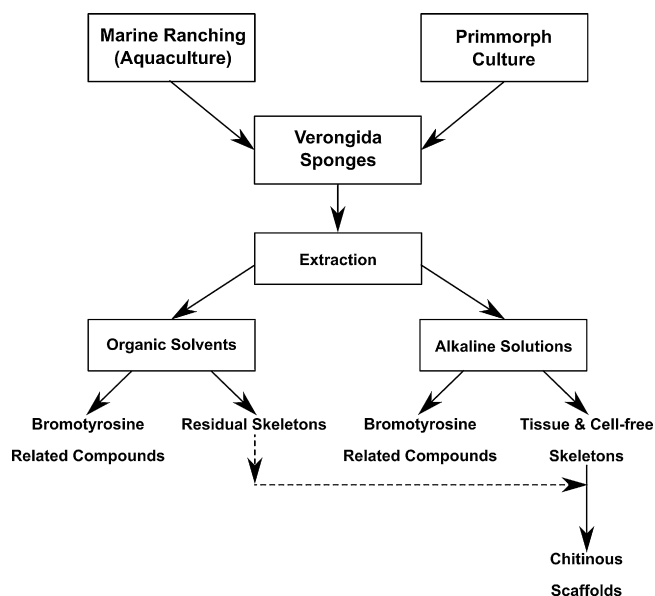 Marine Ranching
(Aquaculture)
Primmorph
Culture
Verongida
Sponges
Extraction
Organic Solvents
Alkaline Solutions
Bromotyrosine
Related Compounds
Residual Skeletons
Bromotyrosine
Related Compounds
Tissue & Cell-free
Skeletons
Chitinous
Scaffolds